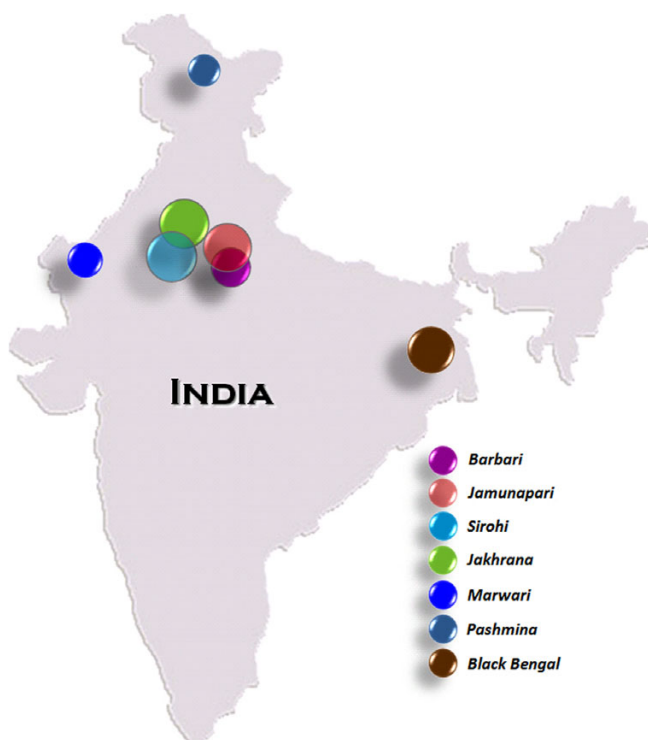 INDIA
Barbari
Jamunapari
Sirohi
Jakhrana
Marwari
Pashmina
Black Bengal